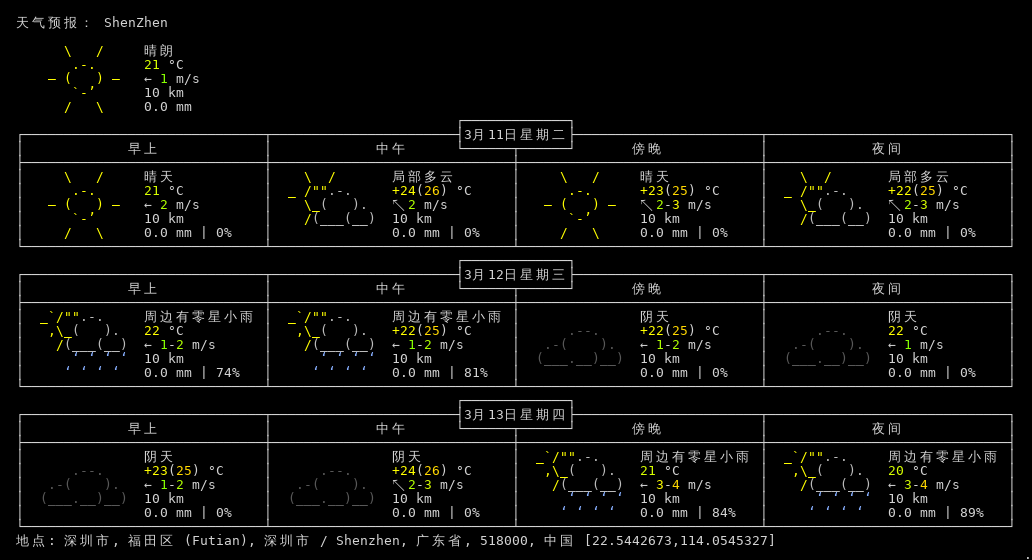 天气预报： ShenZhen
晴朗
21 °C
← 1 m/s
10 km
0.0 mm
3月11日星期二
早上 中午 傍晚 夜间
晴天 局部多云 晴天 局部多云
21 °C +24(26) °C +23(25) °C +22(25) °C
← 2 m/s ↖ 2 m/s ↖ 2-3 m/s ↖ 2-3 m/s
10 km 10 km 10 km 10 km
0.0 mm | 0% 0.0 mm | 0% 0.0 mm | 0% 0.0 mm | 0%
3月12日星期三
早上 中午 傍晚 夜间
周边有零星小雨 周边有零星小雨 阴天 阴天
22 °C +22(25) °C +22(25) °C 22 °C
← 1-2 m/s ← 1-2 m/s ← 1-2 m/s ← 1 m/s
10 km 10 km 10 km 10 km
0.0 mm | 74% 0.0 mm | 81% 0.0 mm | 0% 0.0 mm | 0%
3月13日星期四
早上 中午 傍晚 夜间
阴天 阴天 周边有零星小雨 周边有零星小雨
+23(25) °C +24(26) °C 21 °C 20 °C
← 1-2 m/s ↖ 2-3 m/s ← 3-4 m/s ← 3-4 m/s
10 km 10 km 10 km 10 km
0.0 mm | 0% 0.0 mm | 0% 0.0 mm | 84% 0.0 mm | 89%
地点: 深圳市, 福田区 (Futian), 深圳市 / Shenzhen, 广东省, 518000, 中国 [22.5442673,114.0545327]